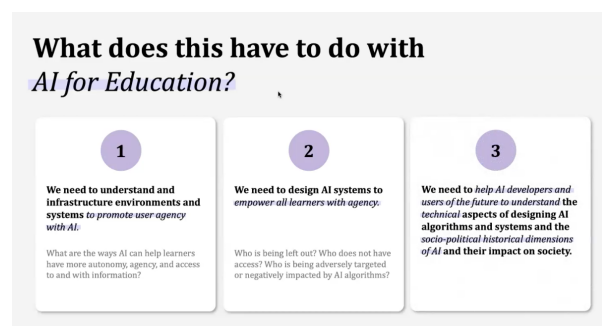 What does this have to do with
AI for Education?
1
We need to understand and
infrastructure environments and
systems to promote user agency
with AI.
What are the ways AI can help learners
have more autonomy, agency, and access
to and with information?
2
We need to design AI systems to
empower all learners with agency.
Who is being left out? Who does not have
access? Who is being adversely targeted
or negatively impacted by AI algorithms?
3
We need to help AI developers and
users of the future to understand the
technical aspects of designing AI
algorithms and systems and the
socio-political historical dimensions
of AI and their impact on society.